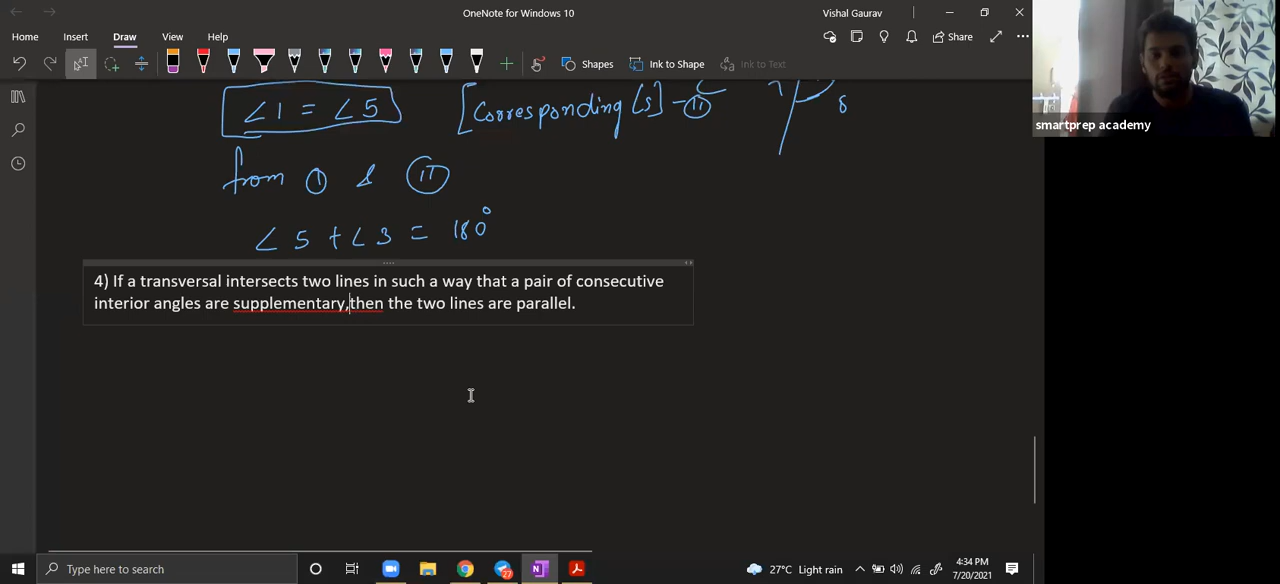 OneNote for Windows 10
Vishal Gaurav
Home Insert Draw View Help
Share
Shapes
Ink to Shape
Ink to Text
smartprep academy
∠1 = ∠5 [Corresponding ∠s] - II
8
from I & II
∠5 + ∠3 = 180°
4) If a transversal intersects two lines in such a way that a pair of consecutive
interior angles are supplementary,then the two lines are parallel.
Type here to search
27
27°C Light rain
4:34 PM
7/20/2021